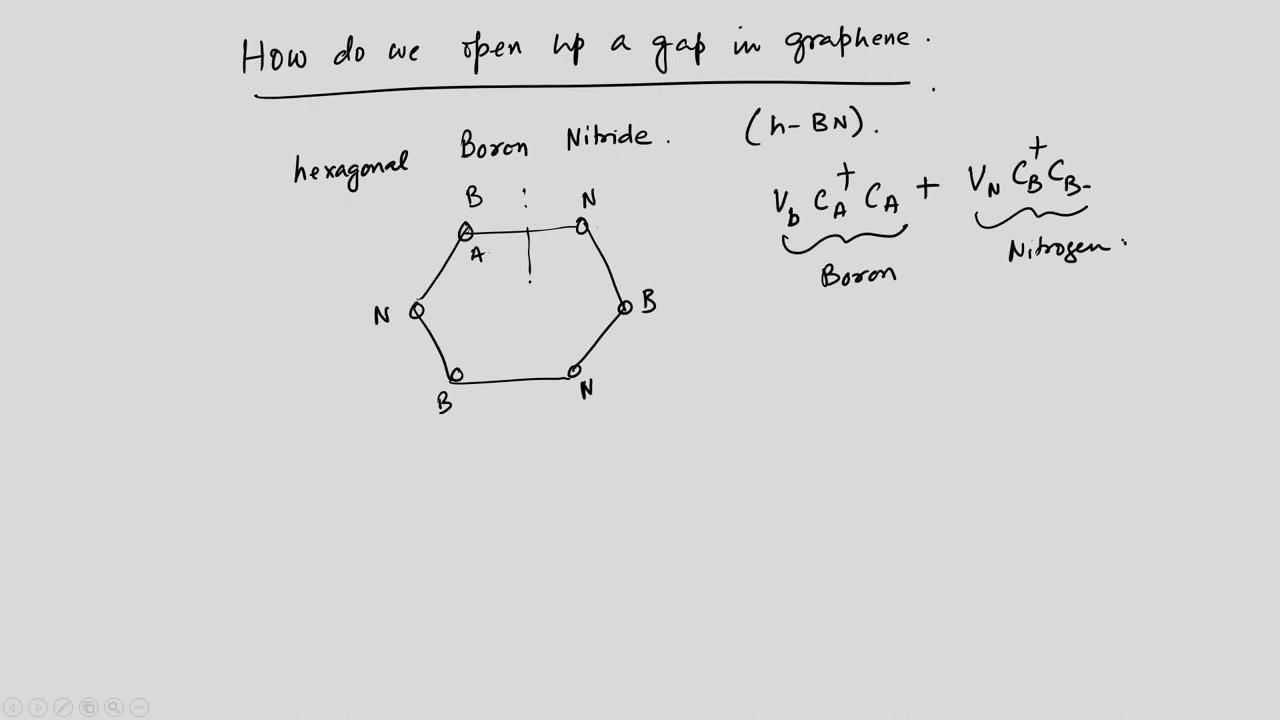 How do we open up a gap in graphene.
hexagonal Boron Nitride. (h-BN).
V_b C_A^+ C_A + V_N C_B^+ C_B
Boron Nitrogen
B N
A
N B
B N